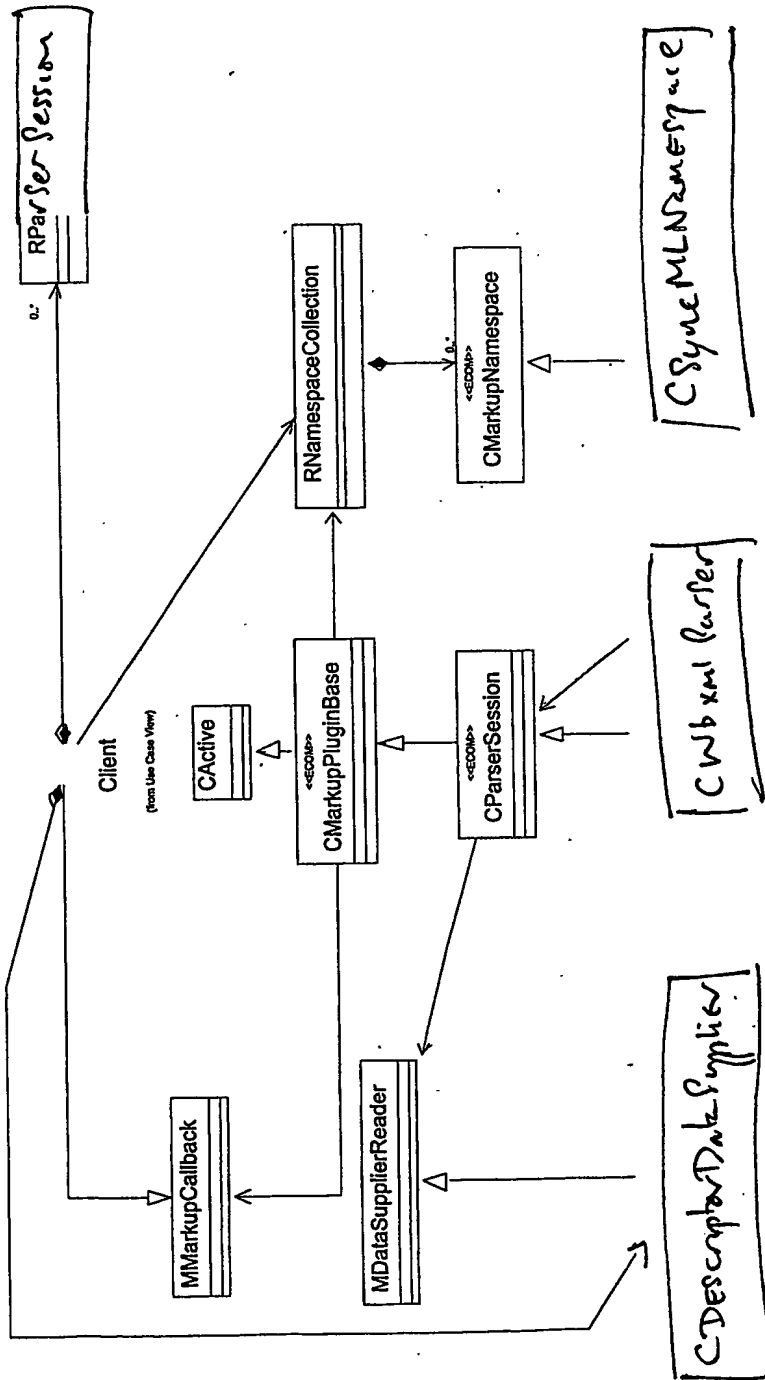 RParserSession
0..*
Client
(from Use Case View)
CActive
MMarkupCallback
<<ECOM>>
CMarkupPluginBase
RNamespaceCollection
MDataSupplierReader
<<ECOM>>
CParserSession
0..*
<<ECOM>>
CMarkupNamespace
CDescriptorDataSupplier
CWbxmlParser
CSyncMLNamespace